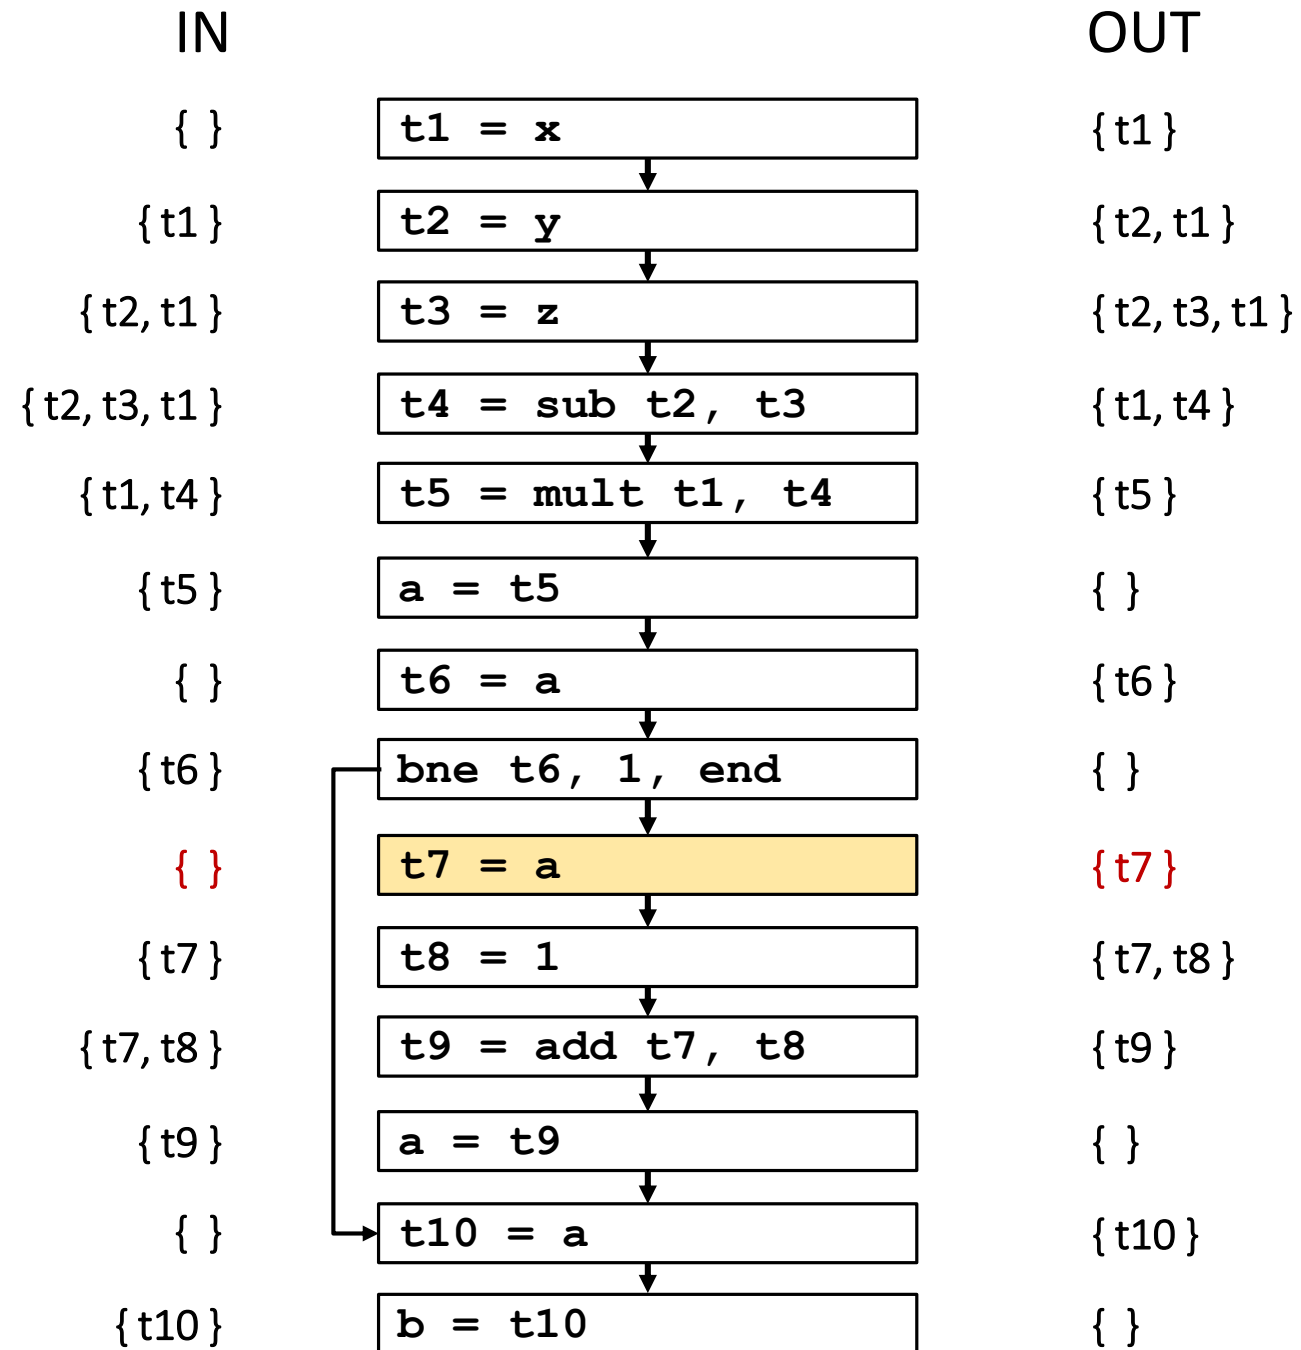 IN OUT
{ } t1 = x { t1 }
{ t1 } t2 = y { t2, t1 }
{ t2, t1 } t3 = z { t2, t3, t1 }
{ t2, t3, t1 } t4 = sub t2, t3 { t1, t4 }
{ t1, t4 } t5 = mult t1, t4 { t5 }
{ t5 } a = t5 { }
{ } t6 = a { t6 }
{ t6 } bne t6, 1, end { }
{ } t7 = a { t7 }
{ t7 } t8 = 1 { t7, t8 }
{ t7, t8 } t9 = add t7, t8 { t9 }
{ t9 } a = t9 { }
{ } t10 = a { t10 }
{ t10 } b = t10 { }